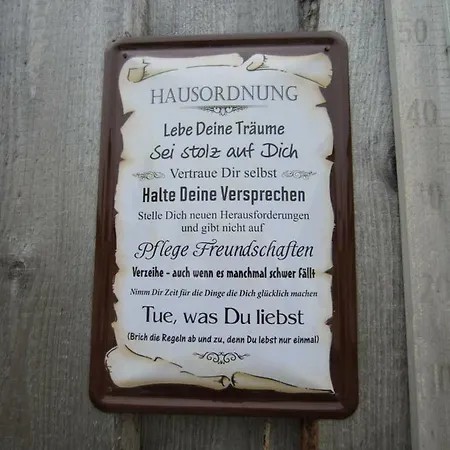 HAUSORDNUNG
Lebe Deine Träume
Sei stolz auf Dich
Vertraue Dir selbst
Halte Deine Versprechen
Stelle Dich neuen Herausforderungen
und gibt nicht auf
Pflege Freundschaften
Verzeihe - auch wenn es manchmal schwer fällt
Nimm Dir Zeit für die Dinge die Dich glücklich machen
Tue, was Du liebst
(Brich die Regeln ab und zu, denn Du lebst nur einmal)